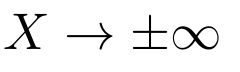 X → ±∞